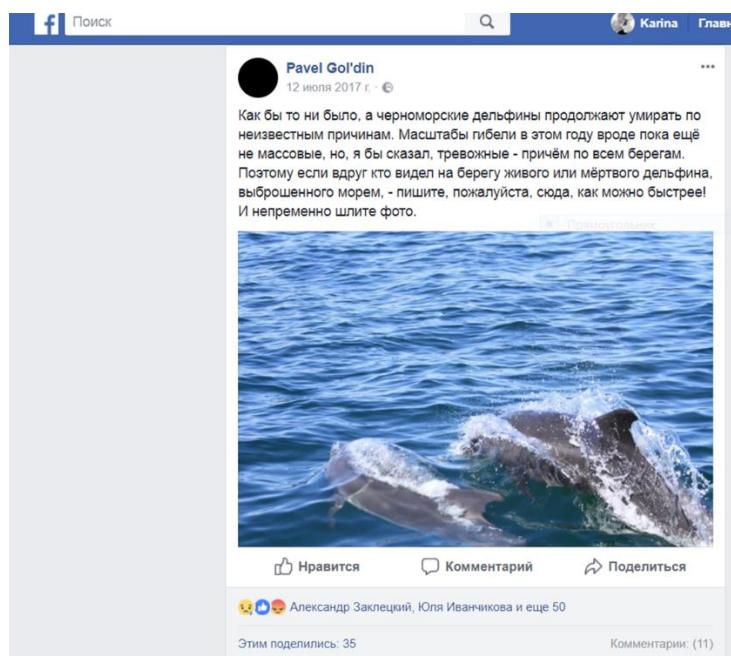 Поиск
Karina Главн
Pavel Gol'din
12 июля 2017 г. ·
Как бы то ни было, а черноморские дельфины продолжают умирать по
неизвестным причинам. Масштабы гибели в этом году вроде пока ещё
не массовые, но, я бы сказал, тревожные - причём по всем берегам.
Поэтому если вдруг кто видел на берегу живого или мёртвого дельфина,
выброшенного морем, - пишите, пожалуйста, сюда, как можно быстрее!
И непременно шлите фото.
Прямоугольник
Нравится Комментарий Поделиться
Александр Заклецкий, Юля Иванчикова и еще 50
Этим поделились: 35 Комментарии: (11)